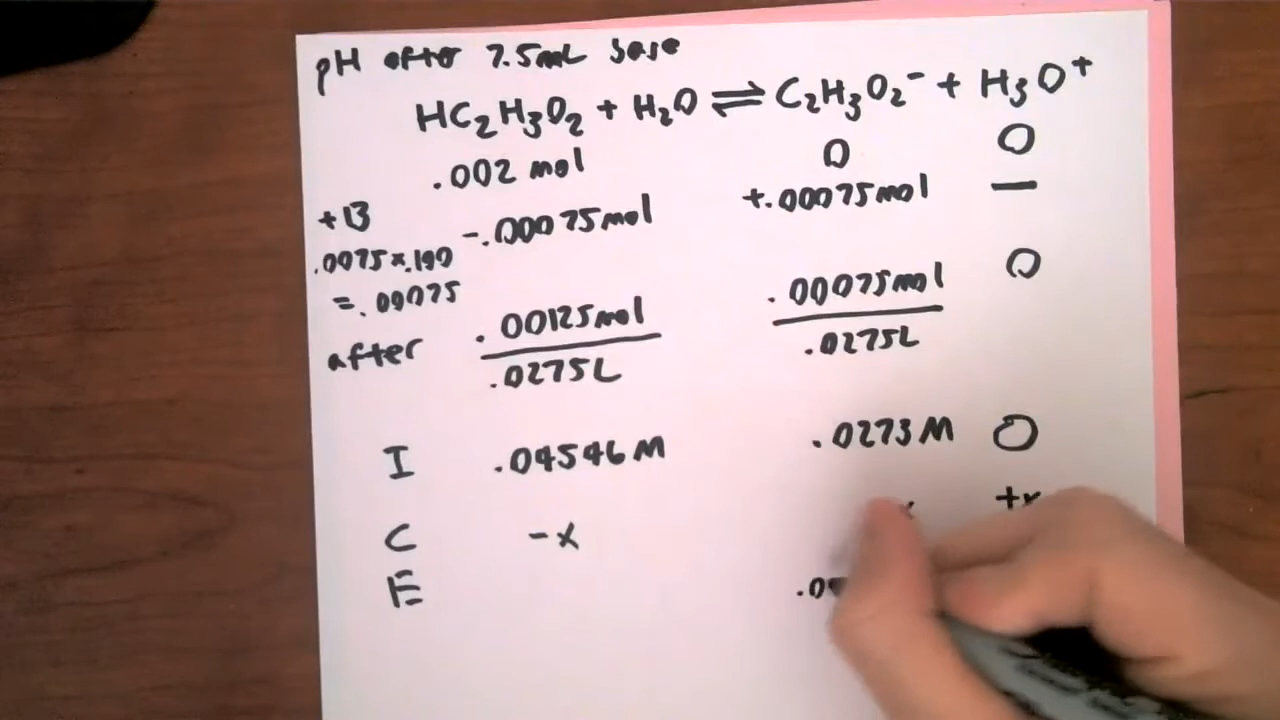 pH after 7.5mL base
HC₂H₃O₂ + H₂O ⇌ C₂H₃O₂⁻ + H₃O⁺
.002 mol 0 0
+B -.00075mol +.00075mol —
.0075 × .100
= .00075
after .00125mol .00075mol 0
.0275L .0275L
I .04546M .0273M 0
C -x +x
E